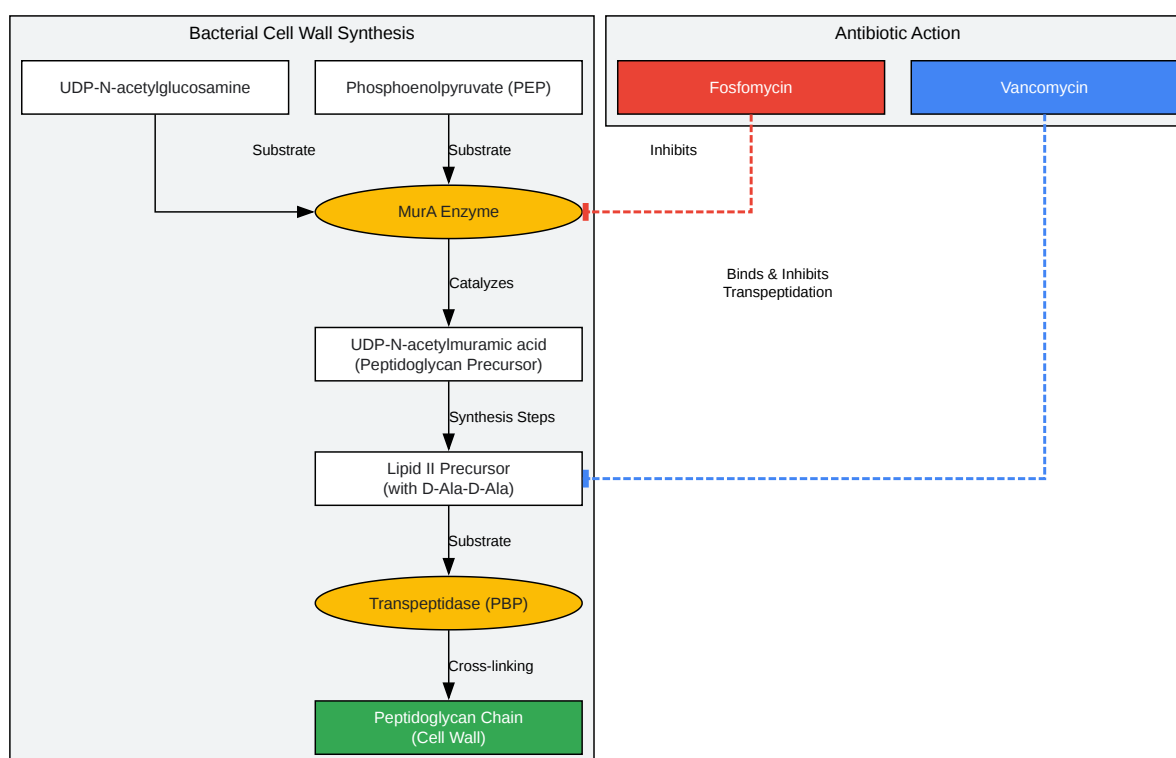 Bacterial Cell Wall Synthesis
Antibiotic Action
UDP-N-acetylglucosamine
Phosphoenolpyruvate (PEP)
Fosfomycin
Vancomycin
Substrate
Substrate
Inhibits
MurA Enzyme
Binds & Inhibits
Transpeptidation
Catalyzes
UDP-N-acetylmuramic acid
(Peptidoglycan Precursor)
Synthesis Steps
Lipid II Precursor
(with D-Ala-D-Ala)
Substrate
Transpeptidase (PBP)
Cross-linking
Peptidoglycan Chain
(Cell Wall)